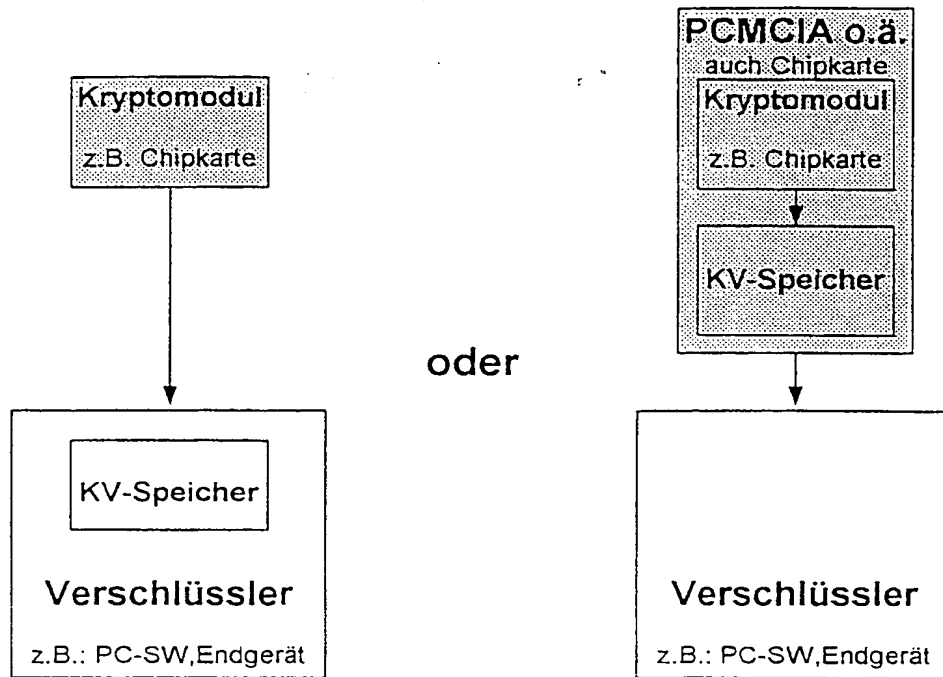 Kryptomodul
z.B. Chipkarte
KV-Speicher
Verschlüssler
z.B.: PC-SW,Endgerät
oder
PCMCIA o.ä.
auch Chipkarte
Kryptomodul
z.B. Chipkarte
KV-Speicher
Verschlüssler
z.B.: PC-SW,Endgerät